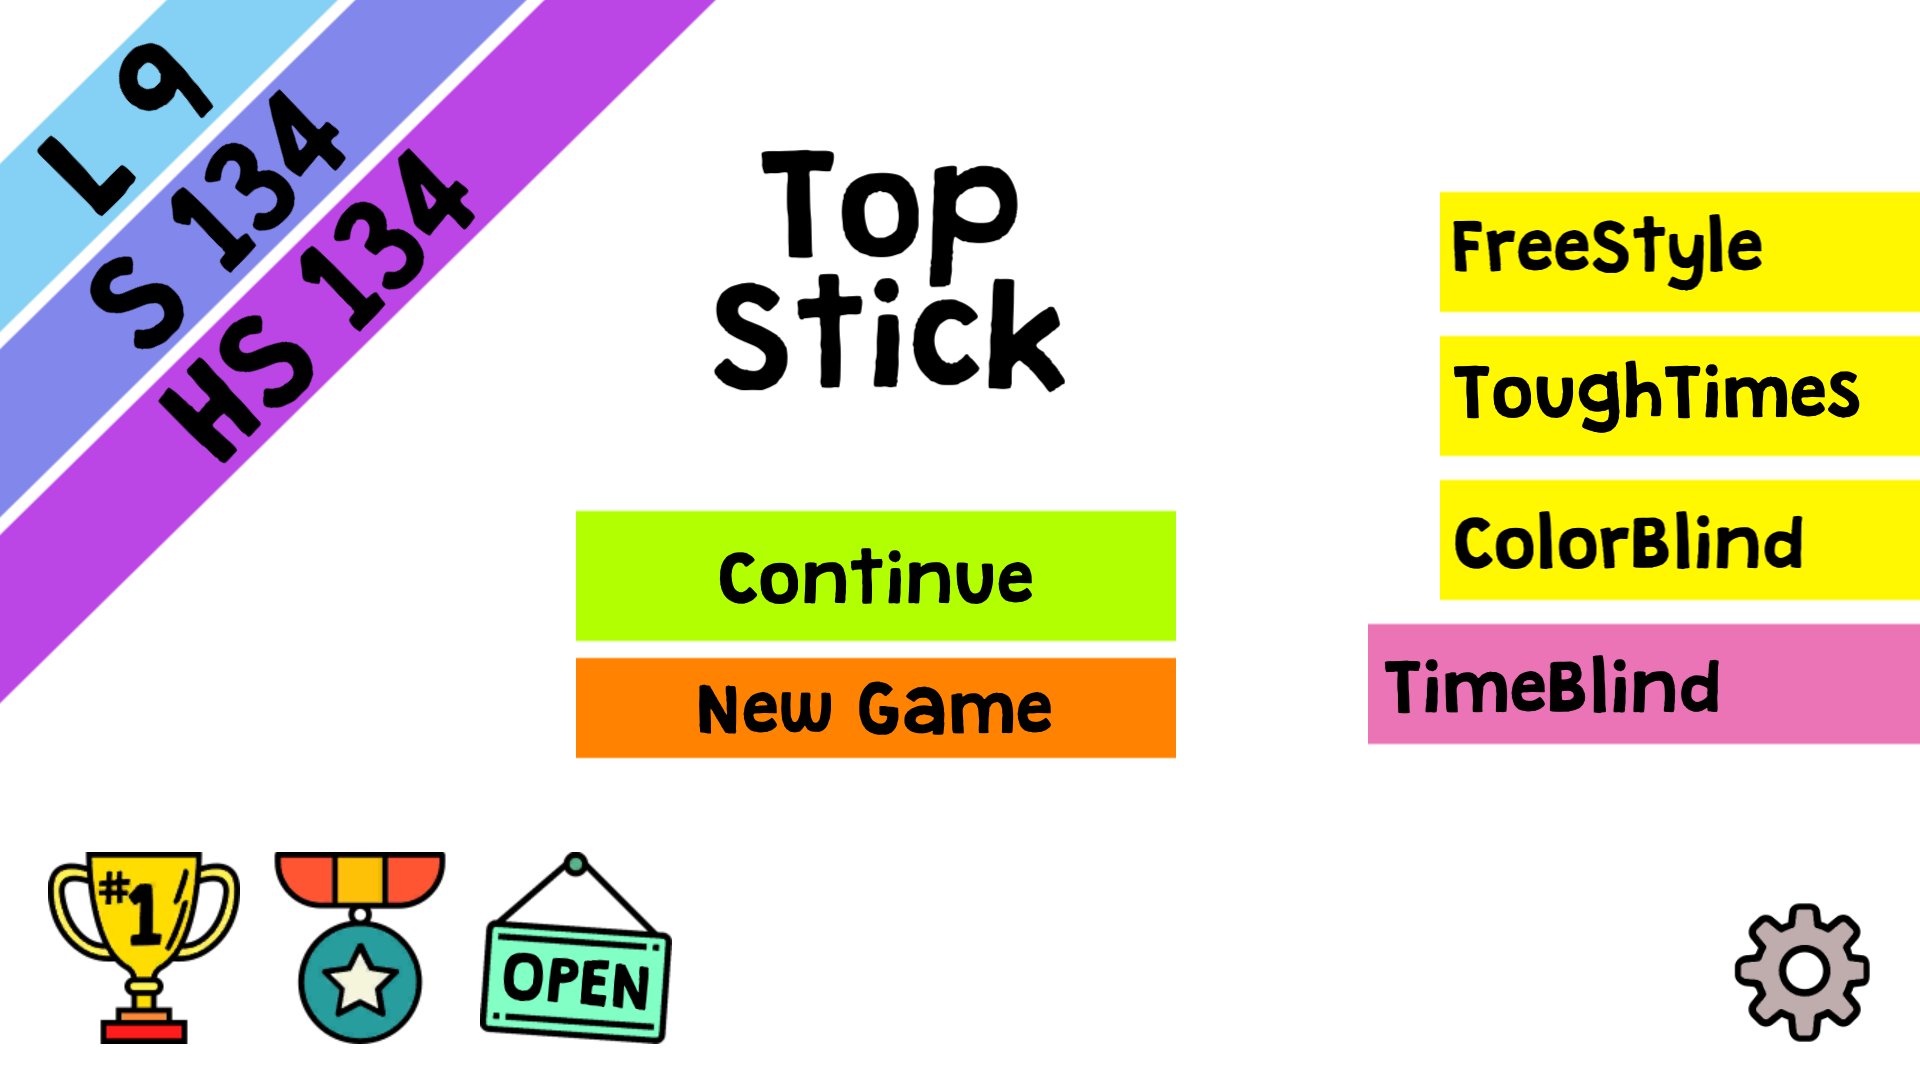 L 9
S 134
HS 134
Top
Stick
Continue
New Game
FreeStyle
ToughTimes
ColorBlind
TimeBlind
#1
OPEN